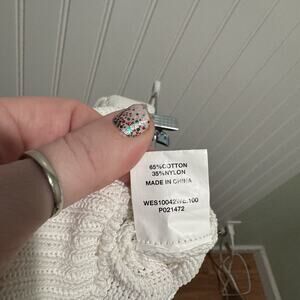 65%COTTON
35%NYLON
MADE IN CHINA
WES10042WE.100
P021472